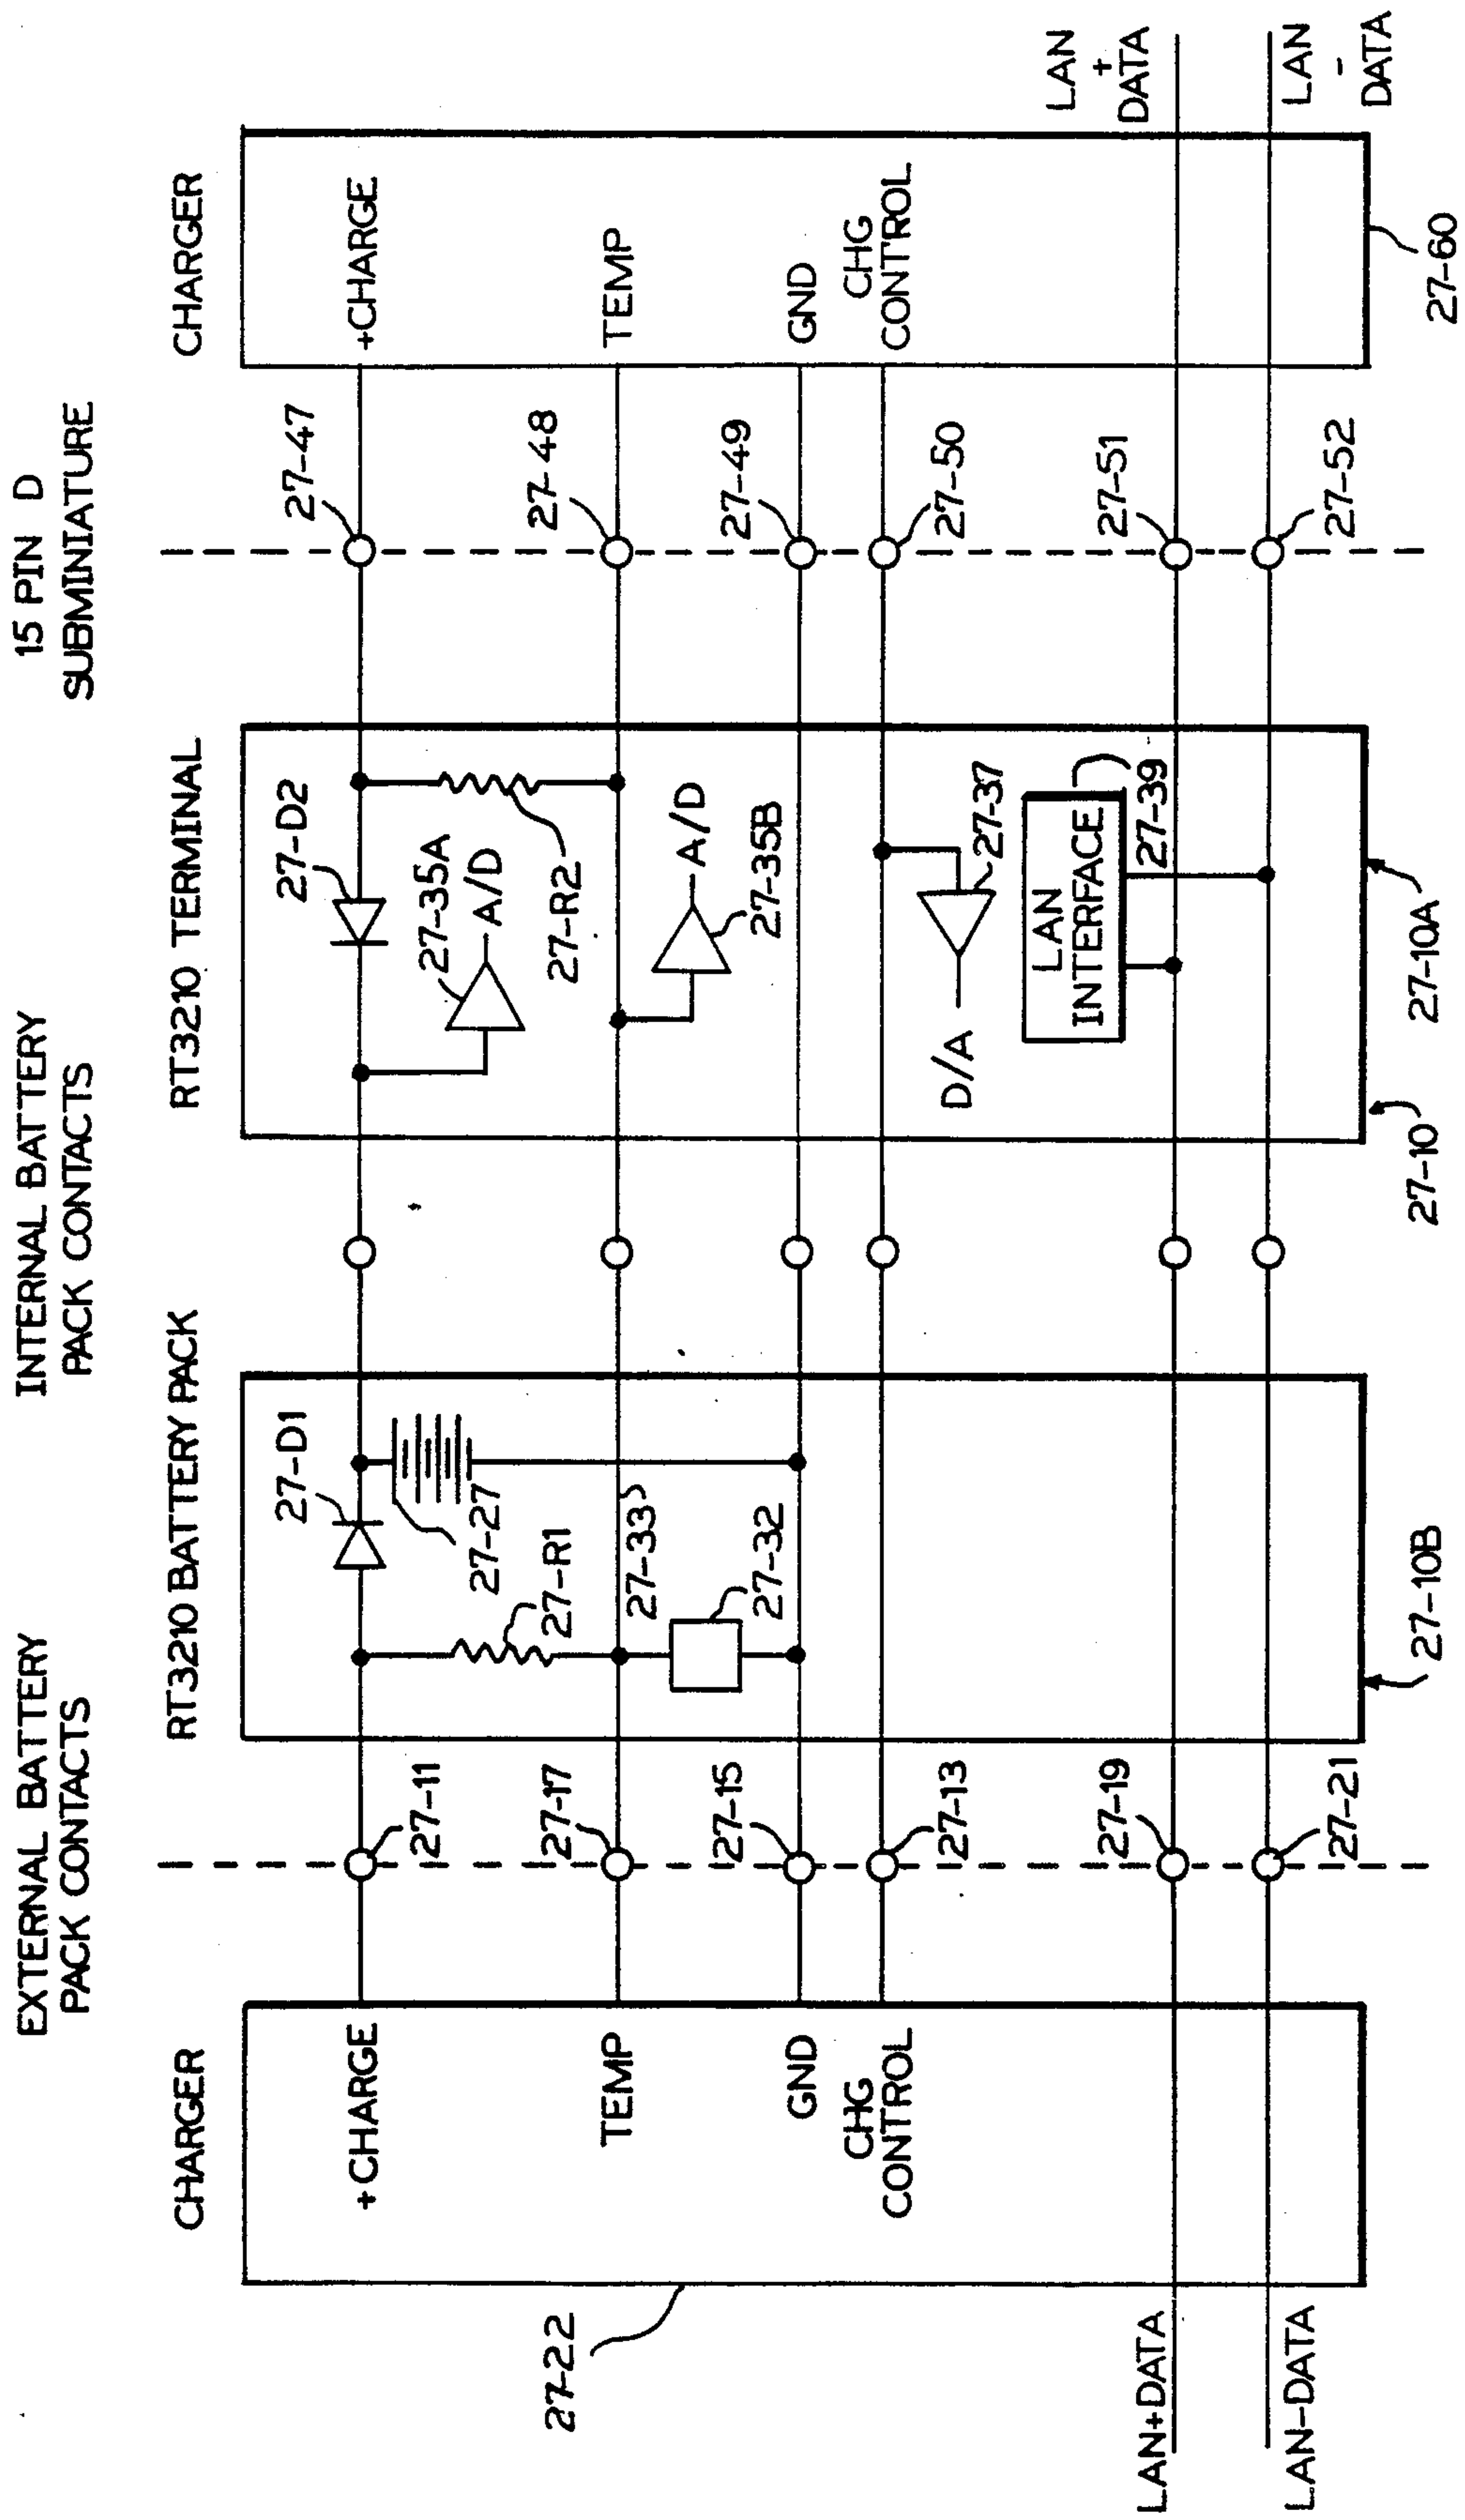 EXTERNAL BATTERY
PACK CONTACTS
INTERNAL BATTERY
PACK CONTACTS
15 PIN D
SUBMINIATURE
CHARGER
RT3210 BATTERY PACK
RT3210 TERMINAL
CHARGER
27-22
+CHARGE
TEMP
GND
CHG
CONTROL
LAN+DATA
LAN-DATA
27-11
27-17
27-15
27-13
27-19
27-21
27-D1
27-27
27-R1
27-33
27-32
27-10B
27-D2
27-35A
A/D
27-R2
A/D
27-35B
D/A
27-37
LAN
INTERFACE
27-39
27-10
27-10A
27-47
27-48
27-49
27-50
27-51
27-52
+CHARGE
TEMP
GND
CHG
CONTROL
27-60
LAN
+
DATA
LAN
-
DATA